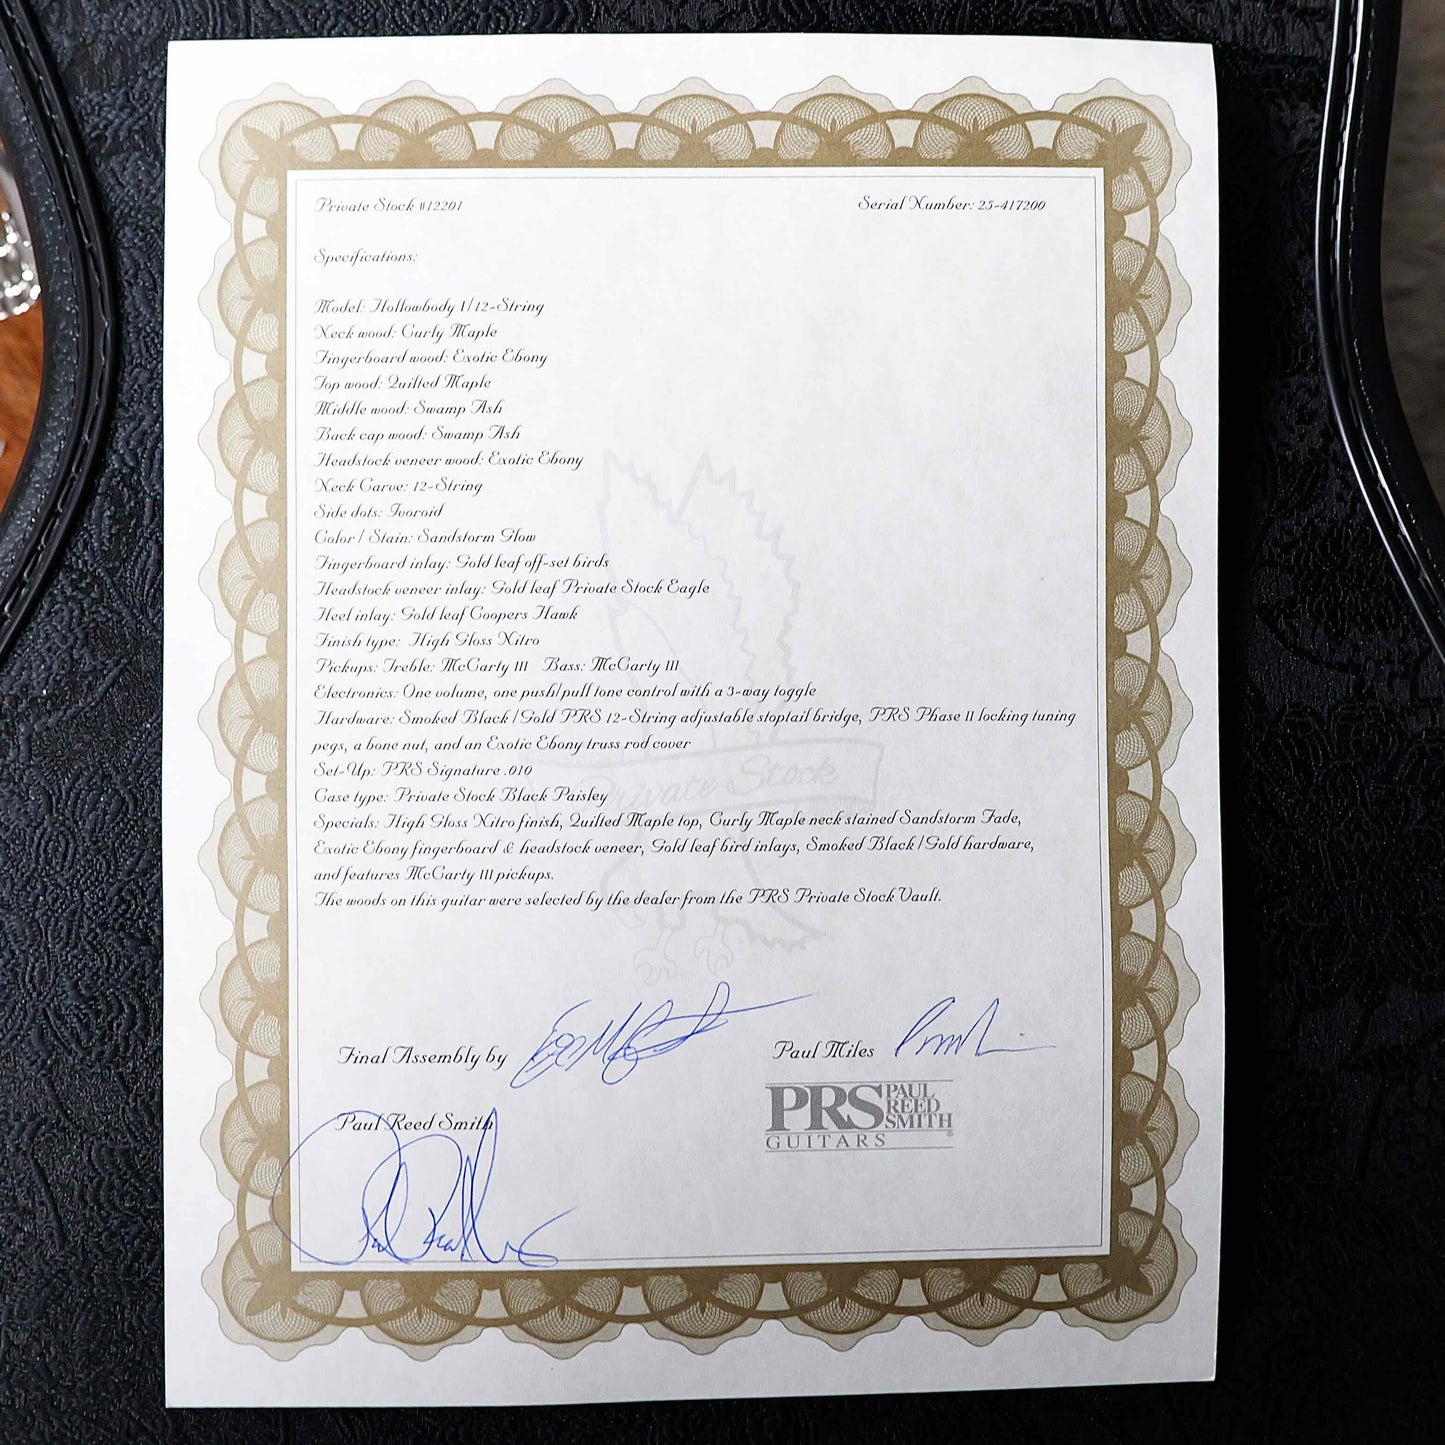 Private Stock #12201
Serial Number: 25-417200
Specifications:
Model: Hollowbody I/12-String
Neck wood: Curly Maple
Fingerboard wood: Exotic Ebony
Top wood: Quilted Maple
Middle wood: Swamp Ash
Back cap wood: Swamp Ash
Headstock veneer wood: Exotic Ebony
Neck Carve: 12-String
Side dots: Ivoroid
Color / Stain: Sandstorm Glow
Fingerboard inlay: Gold leaf off-set birds
Headstock veneer inlay: Gold leaf Private Stock Eagle
Heel inlay: Gold leaf Coopers Hawk
Finish type: High Gloss Nitro
Pickups: Treble: McCarty III Bass: McCarty III
Electronics: One volume, one push/pull tone control with a 3-way toggle
Hardware: Smoked Black / Gold PRS 12-String adjustable stoptail bridge, PRS Phase II locking tuning
pegs, a bone nut, and an Exotic Ebony truss rod cover
Set-Up: PRS Signature .010
Case type: Private Stock Black Paisley
Private Stock
Specials: High Gloss Nitro finish, Quilted Maple top, Curly Maple neck stained Sandstorm Fade,
Exotic Ebony fingerboard & headstock veneer, Gold leaf bird inlays, Smoked Black / Gold hardware,
and features McCarty III pickups.
The woods on this guitar were selected by the dealer from the PRS Private Stock Vault.
Final Assembly by
Paul Miles
Paul Reed Smith
PRS PAUL
REED
SMITH®
GUITARS